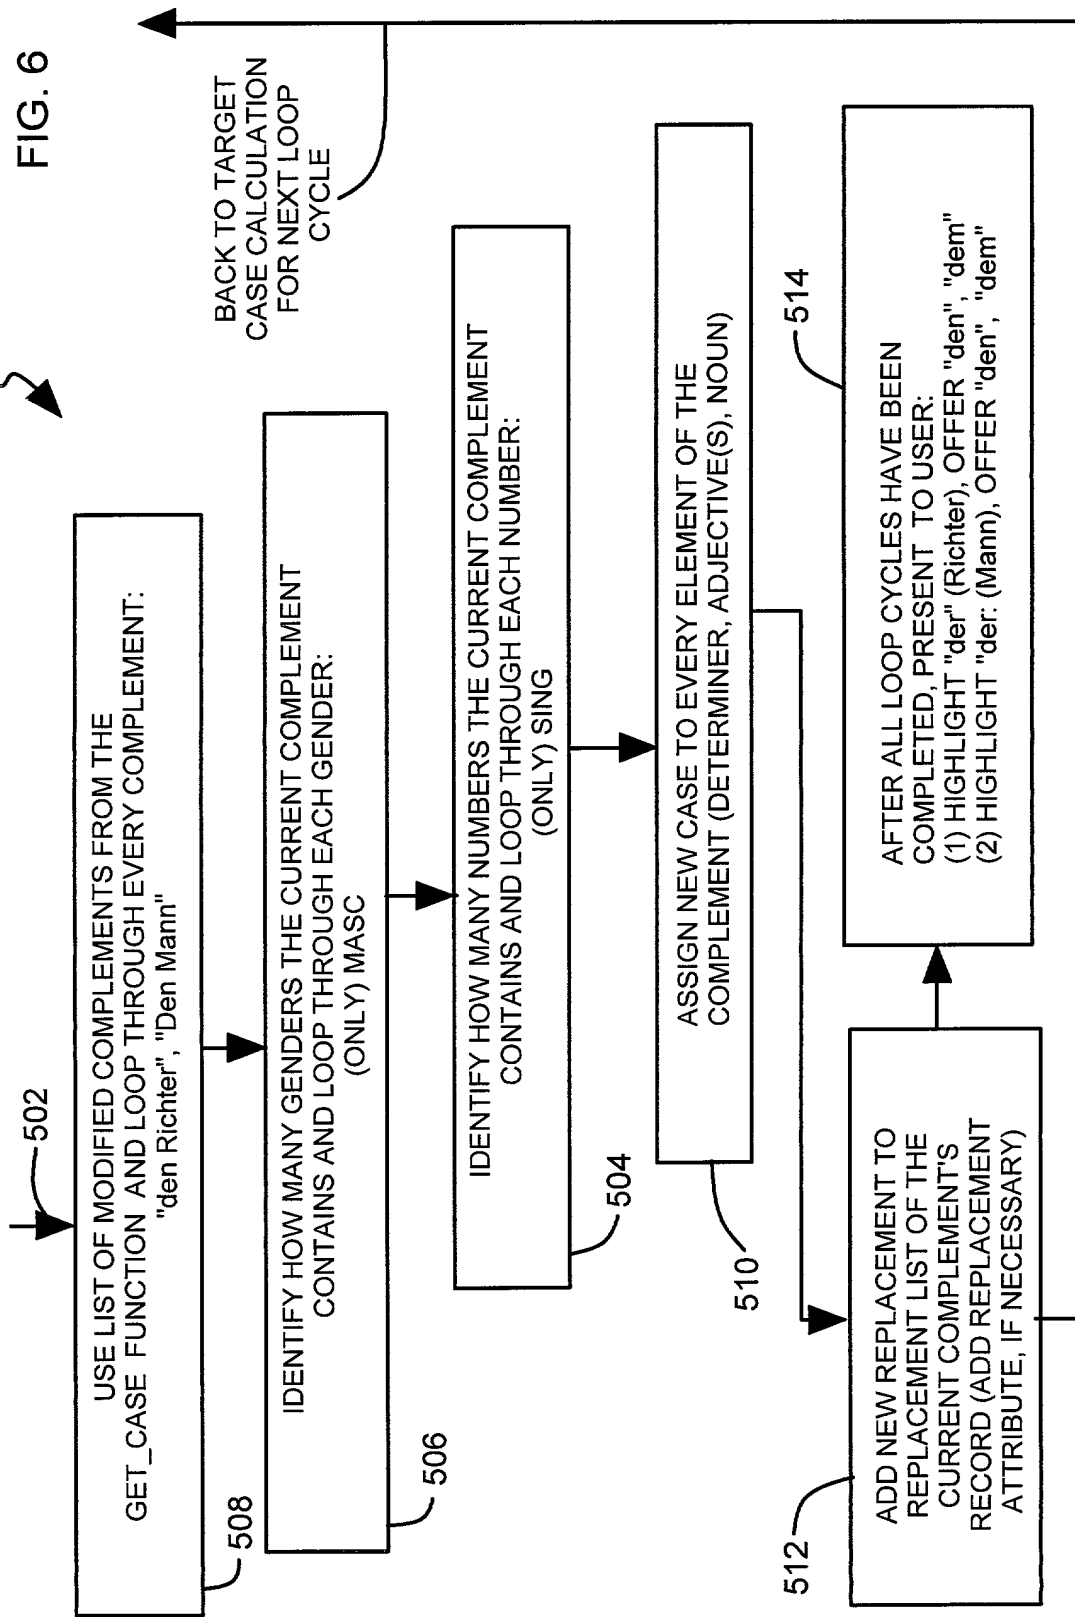 FIG. 6
502
USE LIST OF MODIFIED COMPLEMENTS FROM THE
GET_CASE FUNCTION AND LOOP THROUGH EVERY COMPLEMENT:
"den Richter", "Den Mann"
508
IDENTIFY HOW MANY GENDERS THE CURRENT COMPLEMENT
CONTAINS AND LOOP THROUGH EACH GENDER:
(ONLY) MASC
506
BACK TO TARGET
CASE CALCULATION
FOR NEXT LOOP
CYCLE
IDENTIFY HOW MANY NUMBERS THE CURRENT COMPLEMENT
CONTAINS AND LOOP THROUGH EACH NUMBER:
(ONLY) SING
504
ASSIGN NEW CASE TO EVERY ELEMENT OF THE
COMPLEMENT (DETERMINER, ADJECTIVE(S), NOUN)
510
ADD NEW REPLACEMENT TO
REPLACEMENT LIST OF THE
CURRENT COMPLEMENT'S
RECORD (ADD REPLACEMENT
ATTRIBUTE, IF NECESSARY)
512
514
AFTER ALL LOOP CYCLES HAVE BEEN
COMPLETED, PRESENT TO USER:
(1) HIGHLIGHT "der" (Richter), OFFER "den", "dem"
(2) HIGHLIGHT "der: (Mann), OFFER "den", "dem"